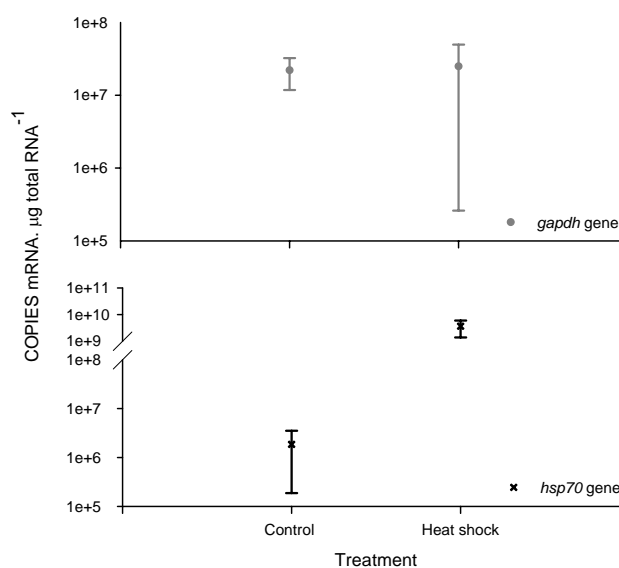 COPIES mRNA. µg total RNA⁻¹
1e+8
1e+7
1e+6
1e+5
gapdh gene
1e+11
1e+10
1e+9
1e+8
1e+7
1e+6
1e+5
hsp70 gene
Control Heat shock
Treatment